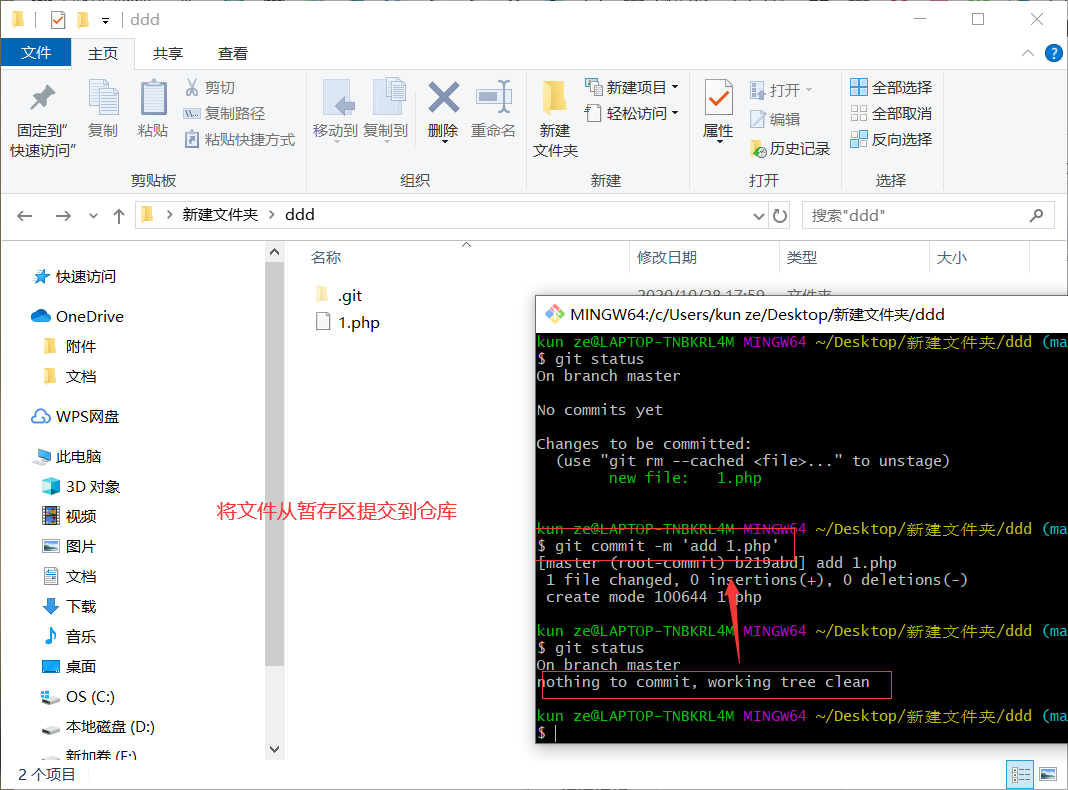 ddd
文件 主页 共享 查看
固定到"
快速访问"
复制
粘贴
剪切
复制路径
粘贴快捷方式
剪贴板
移动到 复制到 删除 重命名
组织
新建
文件夹
新建项目
轻松访问
新建
属性
打开
编辑
历史记录
打开
全部选择
全部取消
反向选择
选择
新建文件夹 ddd
搜索"ddd"
快速访问
OneDrive
附件
文档
WPS网盘
此电脑
3D 对象
视频
图片
文档
下载
音乐
桌面
OS (C:)
本地磁盘 (D:)
新加卷 (E:)
名称 修改日期 类型 大小
.git 2020/10/28 17:59 文件夹
1.php
将文件从暂存区提交到仓库
MINGW64:/c/Users/kun ze/Desktop/新建文件夹/ddd
kun ze@LAPTOP-TNBKRL4M MINGW64 ~/Desktop/新建文件夹/ddd (ma
$ git status
On branch master
No commits yet
Changes to be committed:
(use "git rm --cached <file>..." to unstage)
new file: 1.php
kun ze@LAPTOP-TNBKRL4M MINGW64 ~/Desktop/新建文件夹/ddd (ma
$ git commit -m 'add 1.php'
[master (root-commit) b219abd] add 1.php
1 file changed, 0 insertions(+), 0 deletions(-)
create mode 100644 1.php
kun ze@LAPTOP-TNBKRL4M MINGW64 ~/Desktop/新建文件夹/ddd (ma
$ git status
On branch master
nothing to commit, working tree clean
kun ze@LAPTOP-TNBKRL4M MINGW64 ~/Desktop/新建文件夹/ddd (ma
$
2 个项目